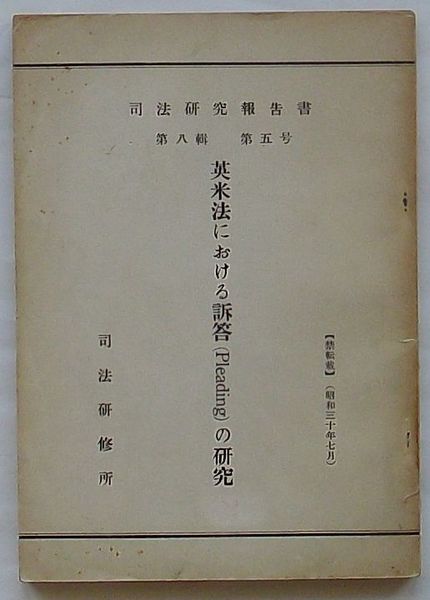 司法研究報告書
第八輯 第五号
【禁転載】(昭和三十年七月)
英米法における訴答(Pleading)の研究
司法研修所